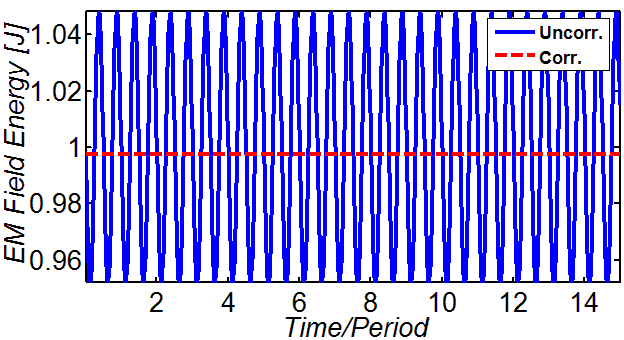 EM Field Energy [J]
1.04
1.02
1
0.98
0.96
Uncorr.
Corr.
2 4 6 8 10 12 14
Time/Period